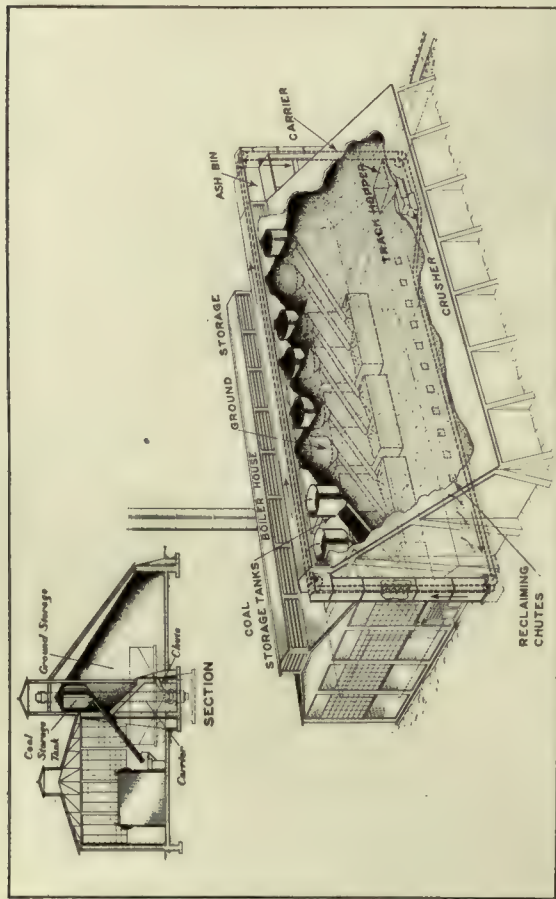 Coal
Storage
Tank
Ground Storage
Chute
Carrier
SECTION
COAL
STORAGE TANKS
BOILER HOUSE
GROUND STORAGE
ASH BIN
CARRIER
TRACK HOPPER
CRUSHER
RECLAIMING
CHUTES